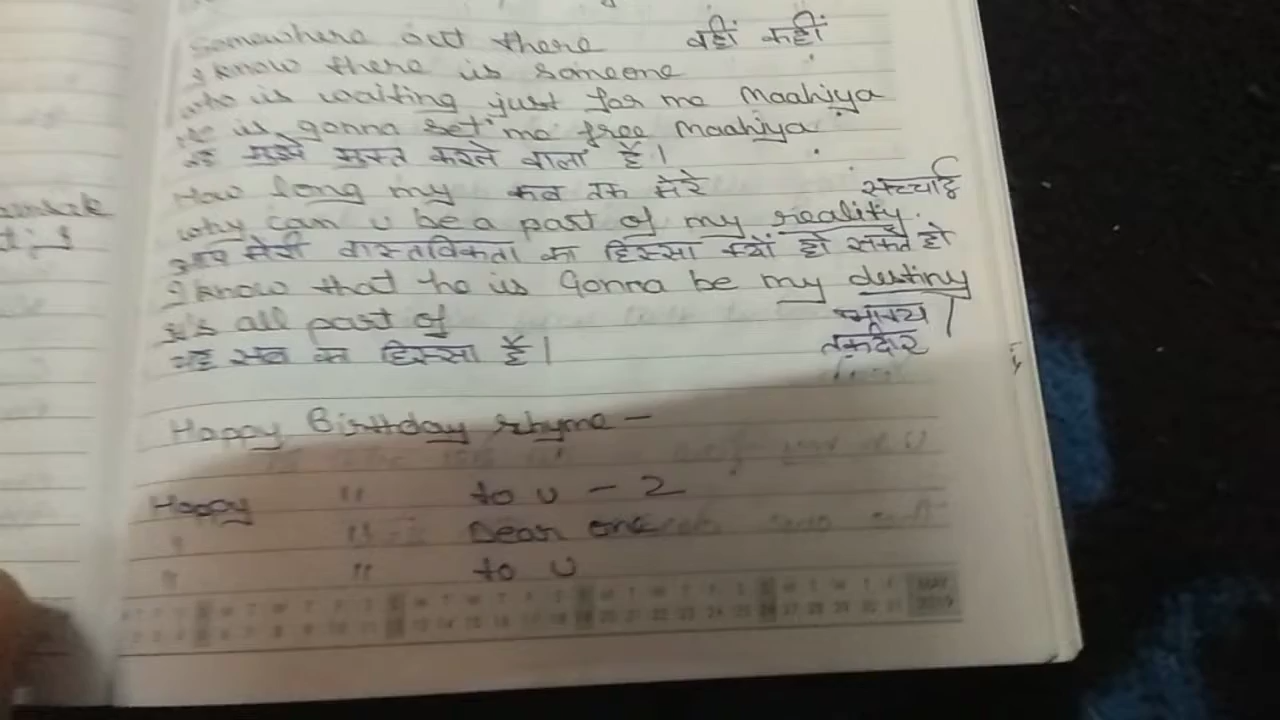 Somewhere out there वहीं कहीं
I know there is someone
who is waiting just for me Maahiya
He is gonna set me free Maahiya
वह मुझे मुक्त करने वाला हैं।
How long my कब तक मेरे सच्चाई
why can u be a part of my reality.
आप मेरी वास्तविकता का हिस्सा क्यों हो सकते हो
I know that he is Gonna be my destiny
It's all part of भाग्य।
यह सब का हिस्सा हैं। तकदीर
Happy Birthday rhyme -
Happy " to u - 2
" " Dear one
" " to u
MAY
2019